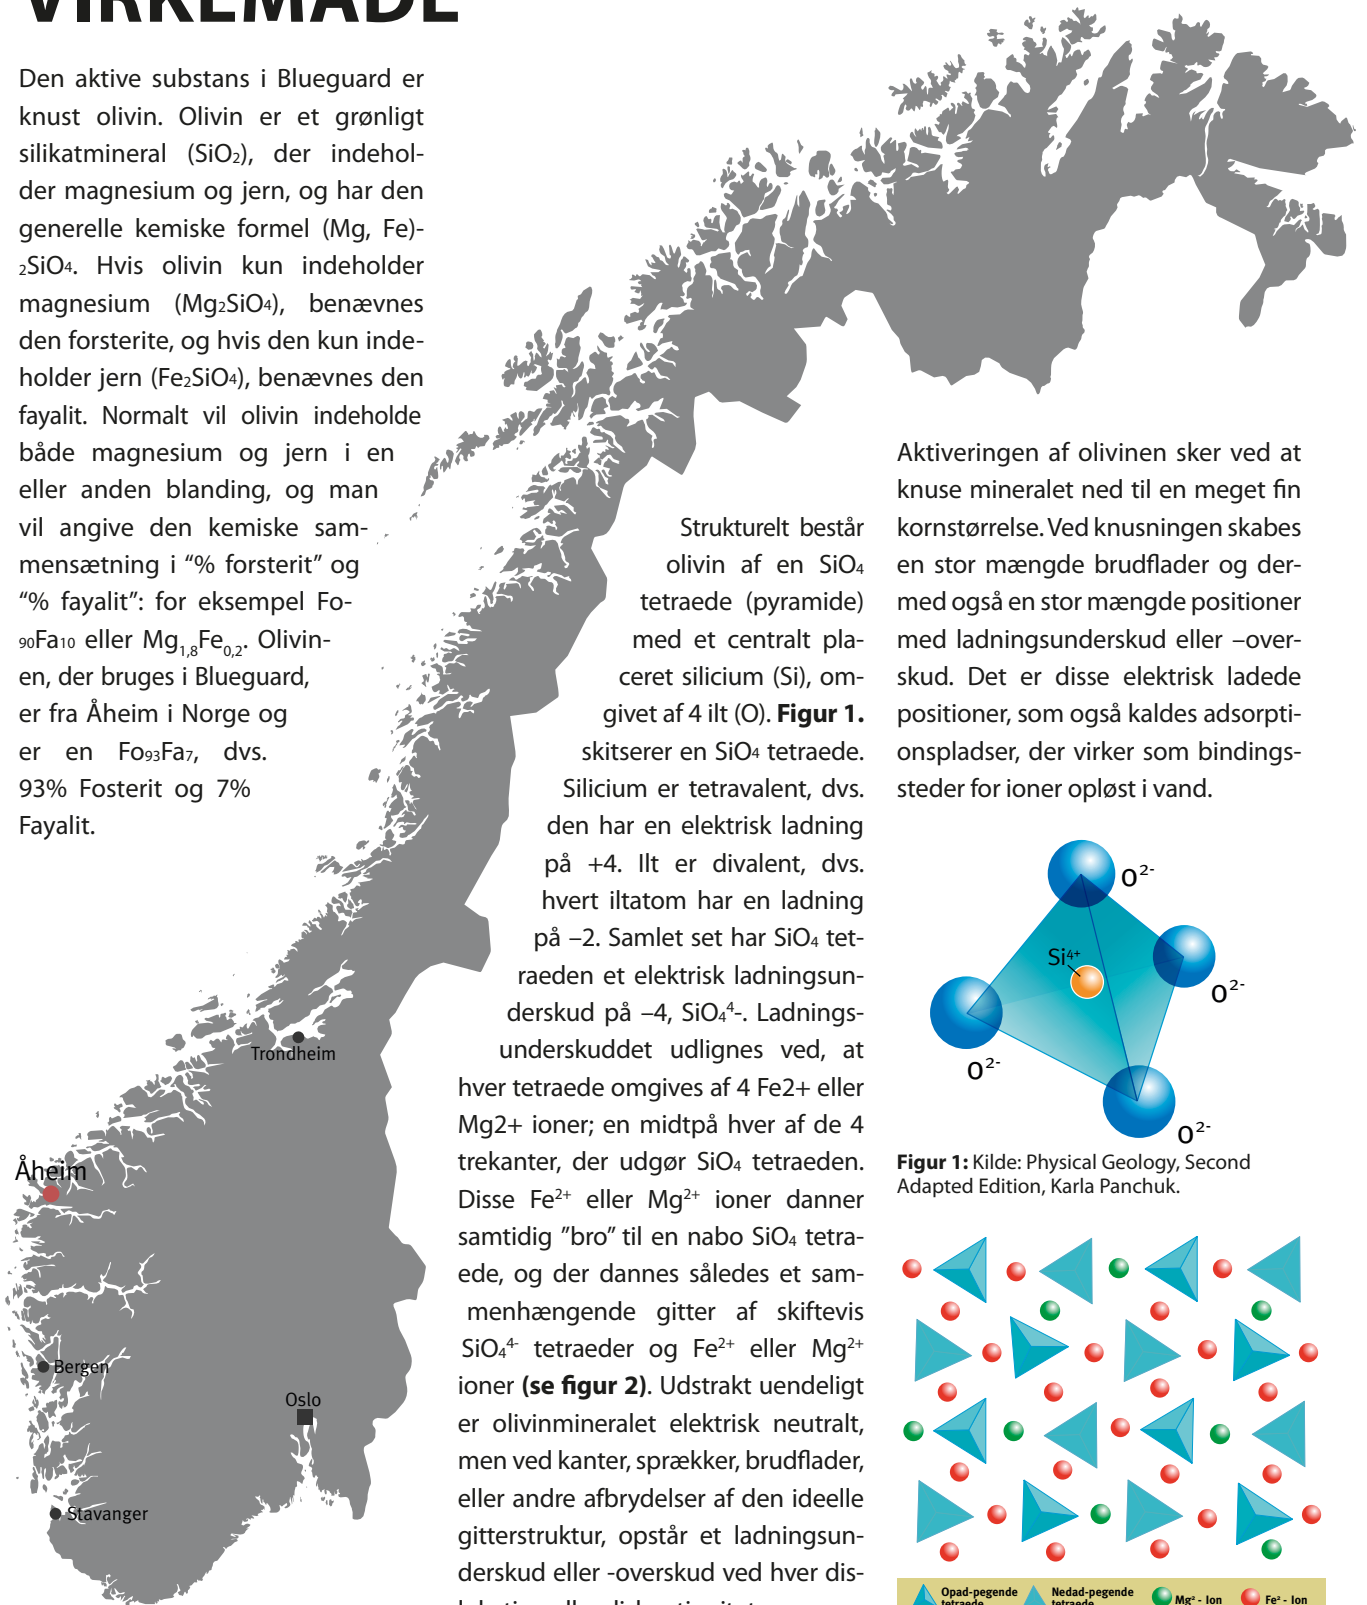 VIRKEMÅDE
Den aktive substans i Blueguard er
knust olivin. Olivin er et grønligt
silikatmineral (SiO2), der indehol-
der magnesium og jern, og har den
generelle kemiske formel (Mg, Fe)-
2SiO4. Hvis olivin kun indeholder
magnesium (Mg2SiO4), benævnes
den forsterite, og hvis den kun inde-
holder jern (Fe2SiO4), benævnes den
fayalit. Normalt vil olivin indeholde
både magnesium og jern i en
eller anden blanding, og man
vil angive den kemiske sam-
mensætning i “% forsterit” og
“% fayalit”: for eksempel Fo-
90Fa10 eller Mg1,8Fe0,2. Olivin-
en, der bruges i Blueguard,
er fra Åheim i Norge og
er en Fo93Fa7, dvs.
93% Fosterit og 7%
Fayalit.
Trondheim
Åheim
Bergen
Oslo
Stavanger
Strukturelt består
olivin af en SiO4
tetraede (pyramide)
med et centralt pla-
ceret silicium (Si), om-
givet af 4 ilt (O). Figur 1.
skitserer en SiO4 tetraede.
Silicium er tetravalent, dvs.
den har en elektrisk ladning
på +4. Ilt er divalent, dvs.
hvert iltatom har en ladning
på –2. Samlet set har SiO4 tet-
raeden et elektrisk ladningsun-
derskud på –4, SiO4⁴-. Ladnings-
underskuddet udlignes ved, at
hver tetraede omgives af 4 Fe2+ eller
Mg2+ ioner; en midtpå hver af de 4
trekanter, der udgør SiO4 tetraeden.
Disse Fe²⁺ eller Mg²⁺ ioner danner
samtidig ”bro” til en nabo SiO4 tetra-
ede, og der dannes således et sam-
menhængende gitter af skiftevis
SiO4⁴⁻ tetraeder og Fe²⁺ eller Mg²⁺
ioner (se figur 2). Udstrakt uendeligt
er olivinmineralet elektrisk neutralt,
men ved kanter, sprækker, brudflader,
eller andre afbrydelser af den ideelle
gitterstruktur, opstår et ladningsun-
derskud eller -overskud ved hver dis-
Aktiveringen af olivinen sker ved at
knuse mineralet ned til en meget fin
kornstørrelse. Ved knusningen skabes
en stor mængde brudflader og der-
med også en stor mængde positioner
med ladningsunderskud eller –over-
skud. Det er disse elektrisk ladede
positioner, som også kaldes adsorpti-
onspladser, der virker som bindings-
steder for ioner opløst i vand.
O²⁻
Si⁴⁺
O²⁻
O²⁻
O²⁻
Figur 1: Kilde: Physical Geology, Second
Adapted Edition, Karla Panchuk.
Opad-pegende
tetraede
Nedad-pegende
tetraede
Mg² - Ion
Fe² - Ion